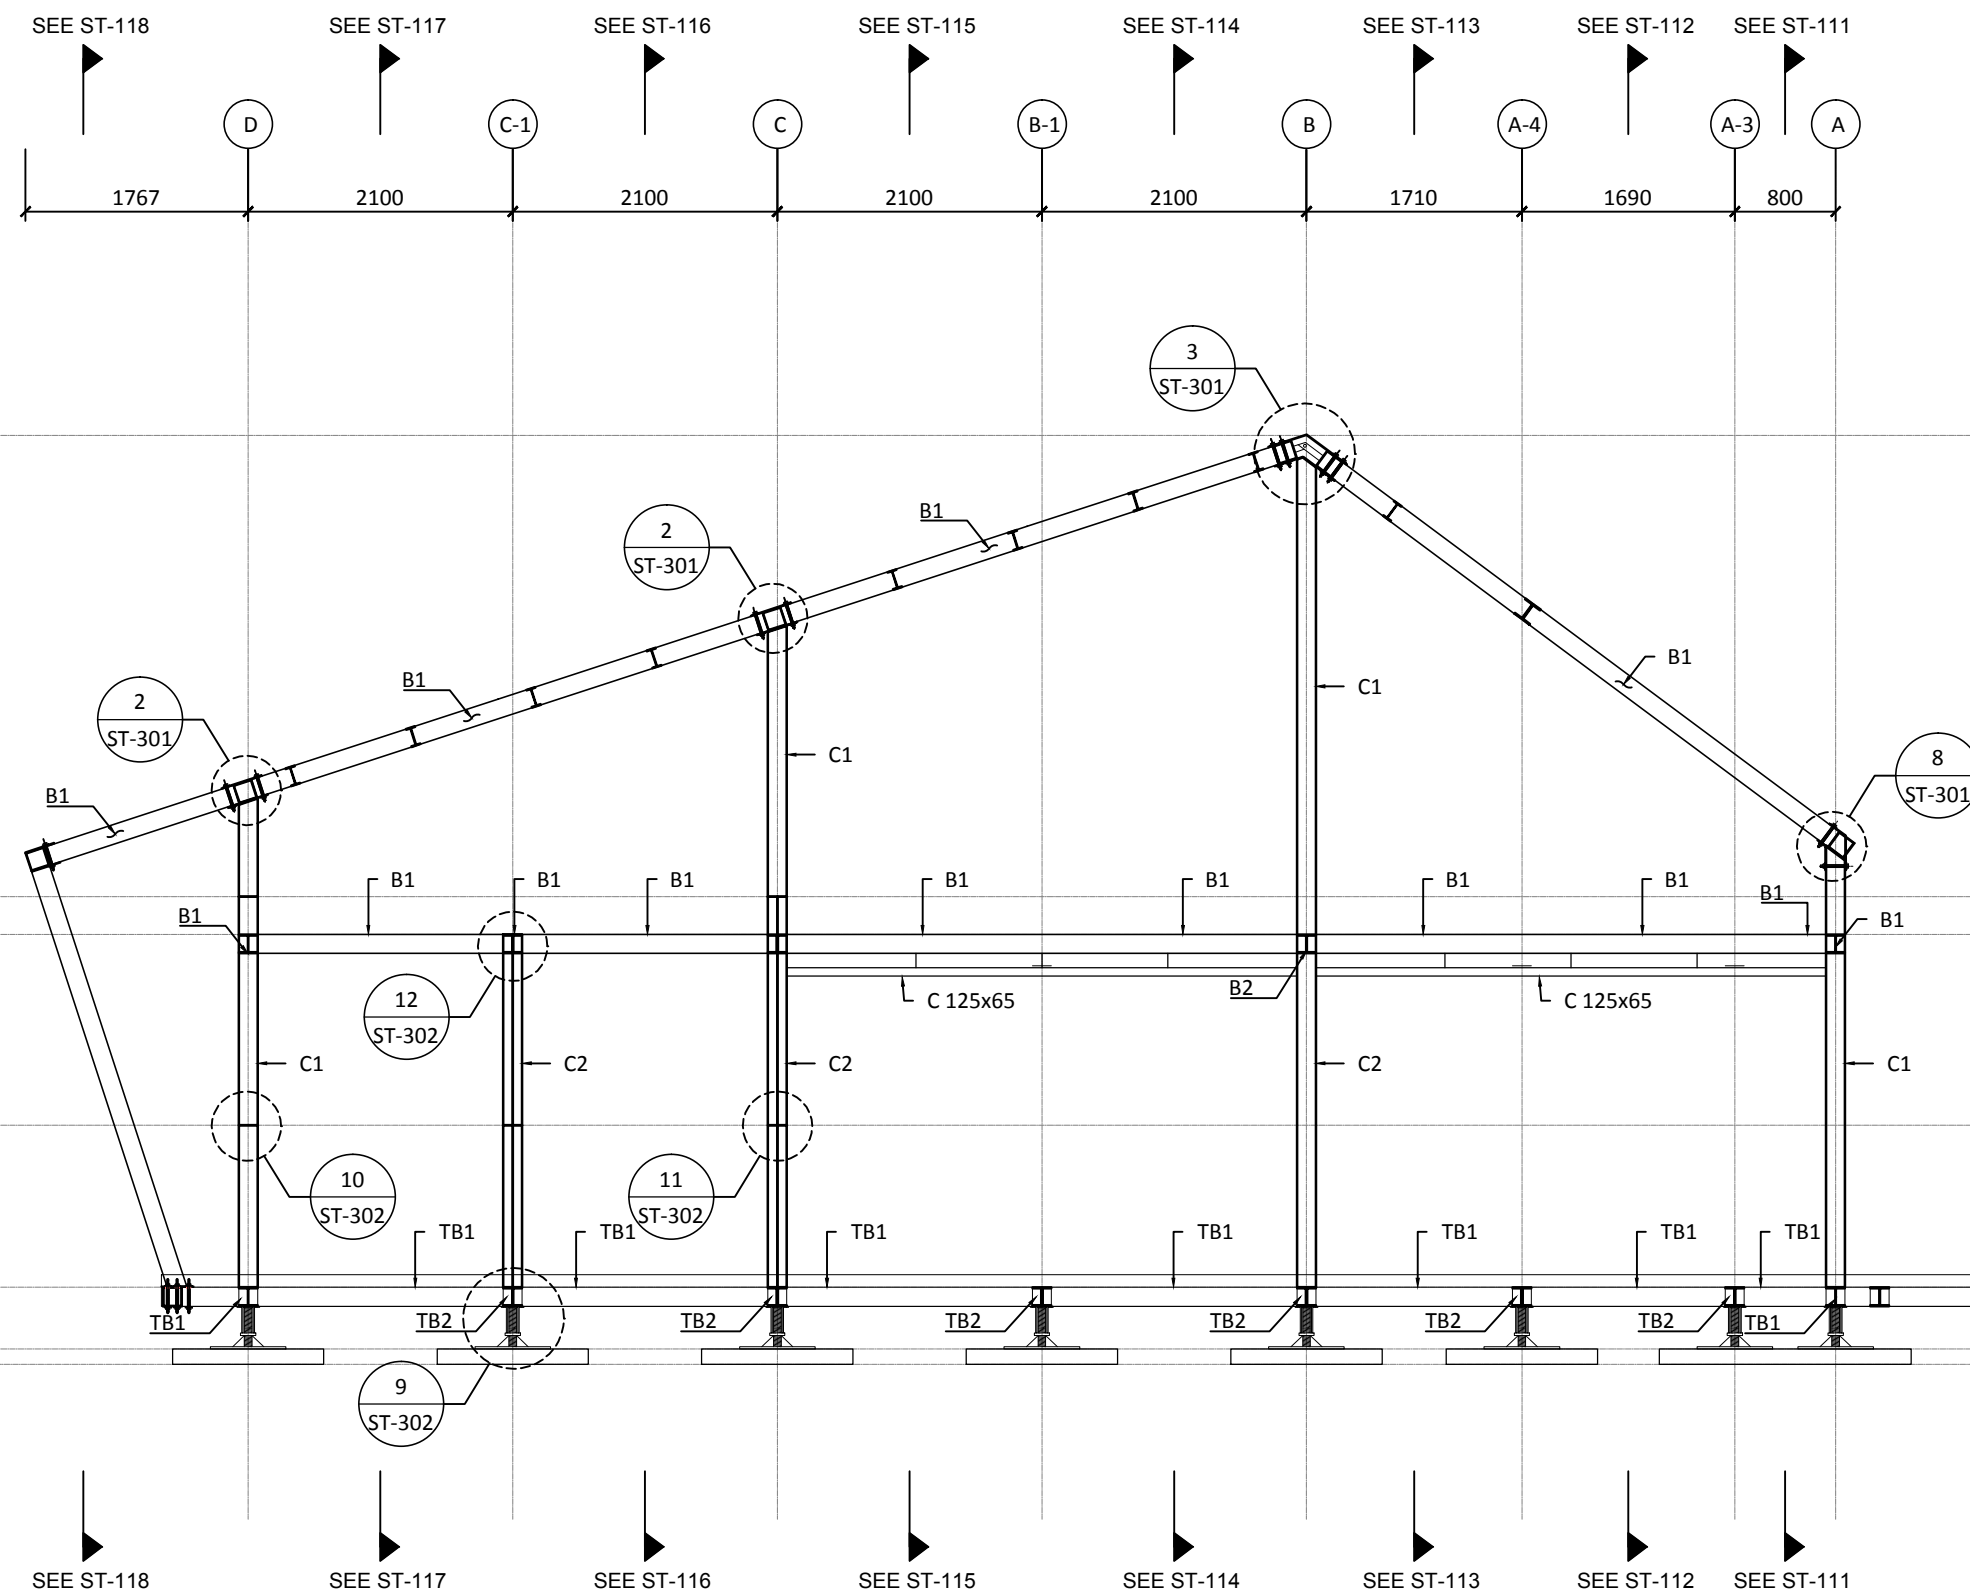 SEE ST-118 SEE ST-117 SEE ST-116 SEE ST-115 SEE ST-114 SEE ST-113 SEE ST-112 SEE ST-111
D C-1 C B-1 B A-4 A-3 A
1767 2100 2100 2100 2100 1710 1690 800
3
ST-301
B1
2
ST-301
B1
B1
C1
2
ST-301
C1
8
ST-301
B1
B1 B1 B1 B1 B1 B1 B1
B1
B1
B1
B2
C 125x65 C 125x65
12
ST-302
C1 C2 C2 C2 C1
10
ST-302
11
ST-302
TB1 TB1 TB1 TB1 TB1 TB1 TB1
TB1 TB2 TB2 TB2 TB2 TB2 TB2 TB1
9
ST-302
SEE ST-118 SEE ST-117 SEE ST-116 SEE ST-115 SEE ST-114 SEE ST-113 SEE ST-112 SEE ST-111